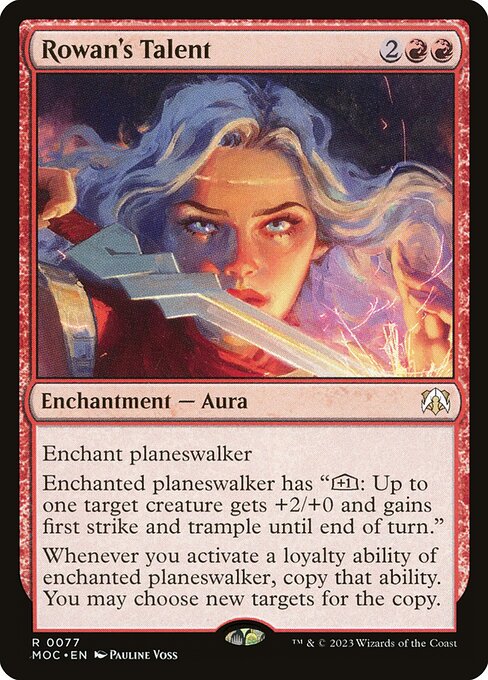 Rowan's Talent 2
Enchantment — Aura
Enchant planeswalker
Enchanted planeswalker has “+1: Up to
one target creature gets +2/+0 and gains
first strike and trample until end of turn.”
Whenever you activate a loyalty ability of
enchanted planeswalker, copy that ability.
You may choose new targets for the copy.
R 0077
MOC • EN Pauline Voss
™ & © 2023 Wizards of the Coast